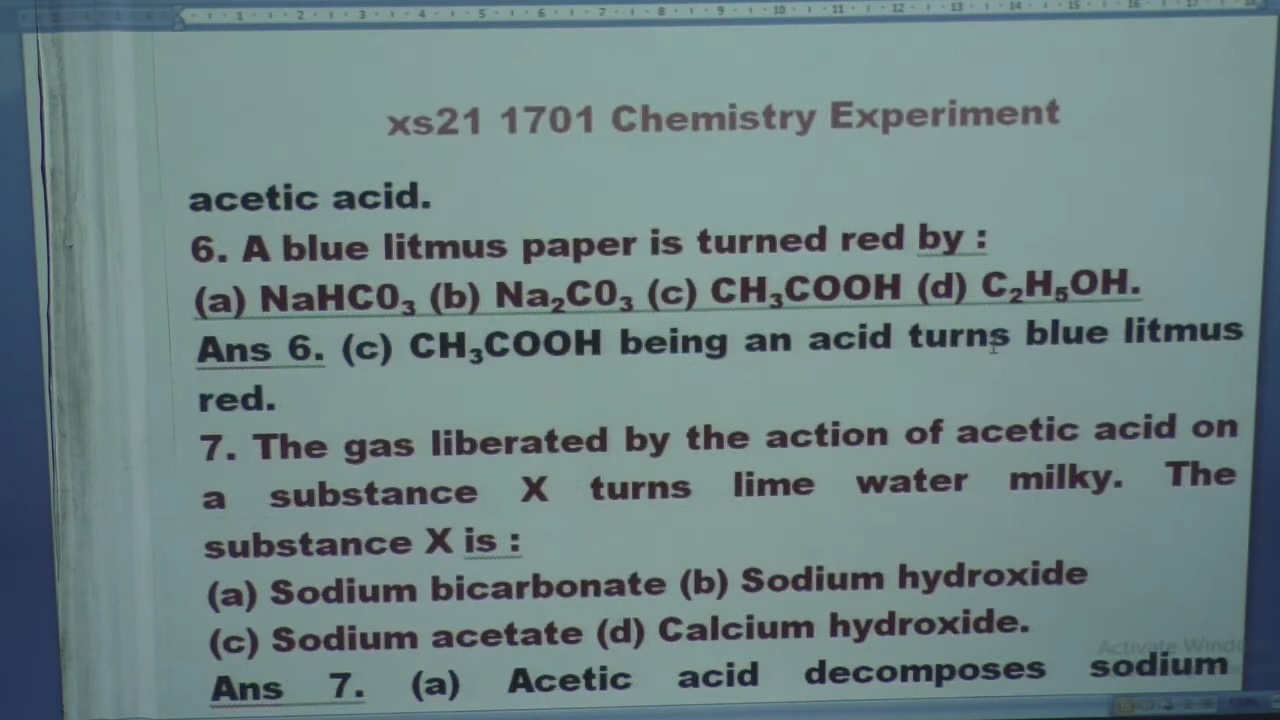 xs21 1701 Chemistry Experiment
acetic acid.
6. A blue litmus paper is turned red by :
(a) NaHC0₃ (b) Na₂C0₃ (c) CH₃COOH (d) C₂H₅OH.
Ans 6. (c) CH₃COOH being an acid turns blue litmus
red.
7. The gas liberated by the action of acetic acid on
a substance X turns lime water milky. The
substance X is :
(a) Sodium bicarbonate (b) Sodium hydroxide
(c) Sodium acetate (d) Calcium hydroxide.
Activate Windo
Ans 7. (a) Acetic acid decomposes sodium